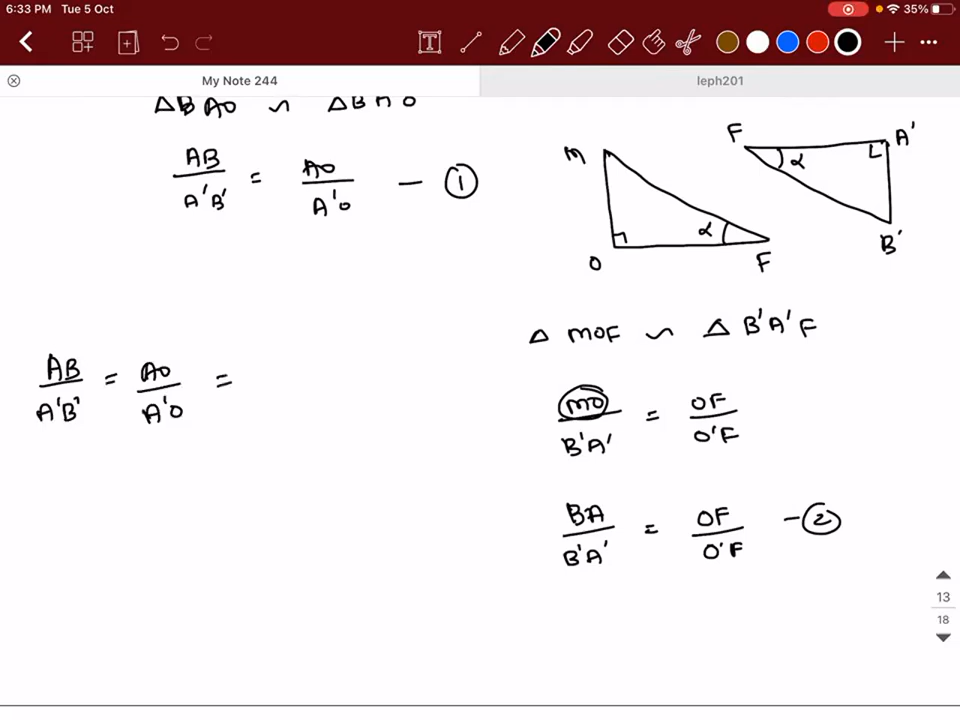 6:33 PM Tue 5 Oct 35%
T
My Note 244
leph201
ΔBAO ∽ ΔBAO
AB/A'B' = AO/A'O — ①
M
O
F
α
F
α
A'
B'
Δ MOF ∽ Δ B'A'F
MO/B'A' = OF/O'F
AB/A'B' = AO/A'O =
BA/B'A' = OF/O'F — ②
13
18